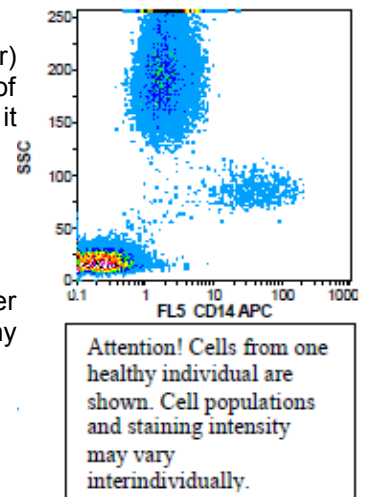 r)
of
it
er
ny
250
200
150
100
50
0
SSC
0.1 1 10 100 1000
FL5 CD14 APC
Attention! Cells from one
healthy individual are
shown. Cell populations
and staining intensity
may vary
interindividually.